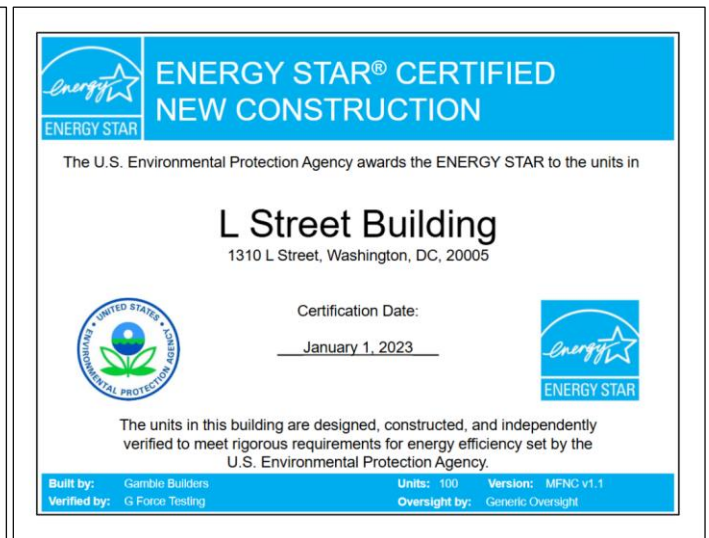 energy
ENERGY STAR
ENERGY STAR® CERTIFIED
NEW CONSTRUCTION
The U.S. Environmental Protection Agency awards the ENERGY STAR to the units in
L Street Building
1310 L Street, Washington, DC, 20005
UNITED STATES
ENVIRONMENTAL PROTECTION AGENCY
Certification Date:
January 1, 2023
energy
ENERGY STAR
The units in this building are designed, constructed, and independently
verified to meet rigorous requirements for energy efficiency set by the
U.S. Environmental Protection Agency.
Built by: Gamble Builders Units: 100 Version: MFNC v1.1
Verified by: G Force Testing Oversight by: Generic Oversight